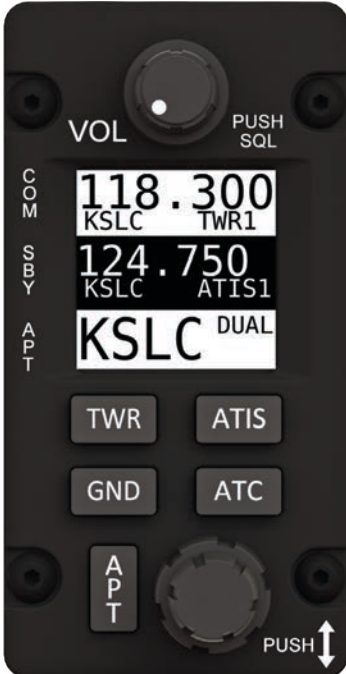 VOL
PUSH
SQL
COM
118.300
KSLC TWR1
SBY
124.750
KSLC ATIS1
APT
KSLC DUAL
TWR ATIS
GND ATC
APT
PUSH